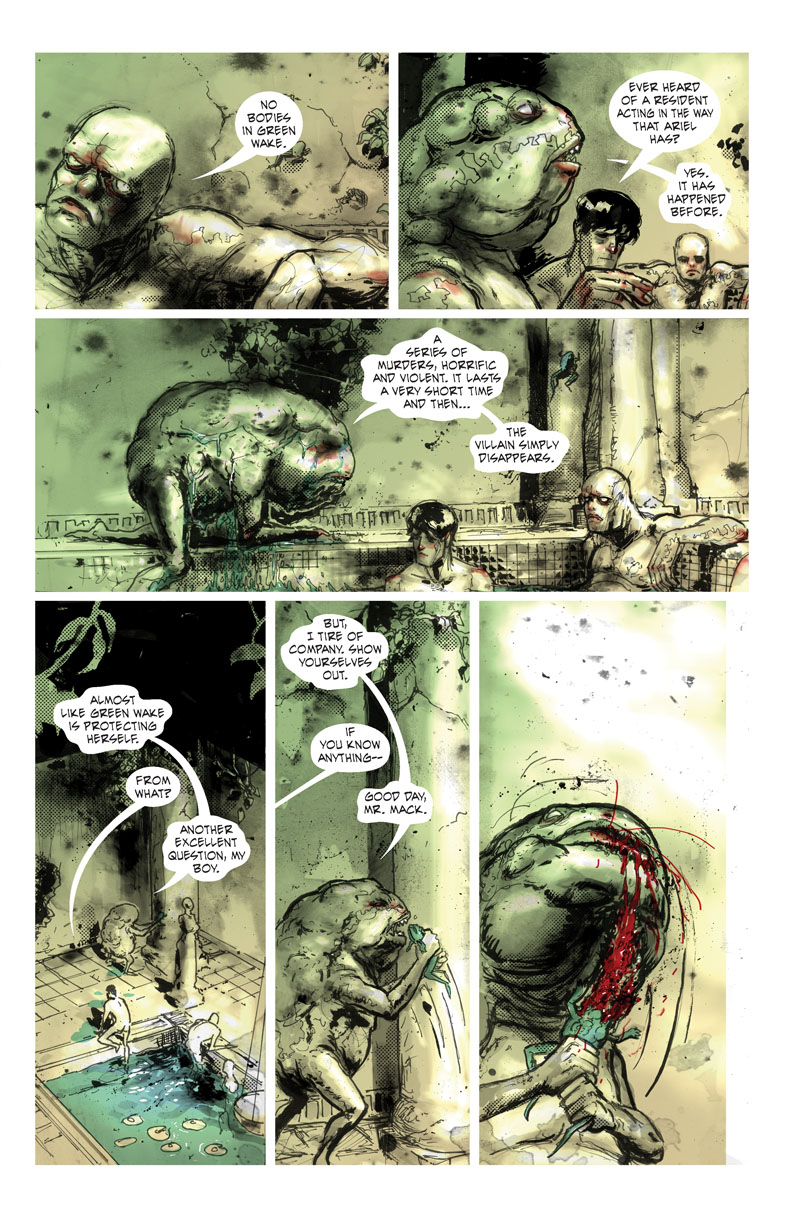 NO
BODIES
IN GREEN
WAKE.
EVER HEARD
OF A RESIDENT
ACTING IN THE WAY
THAT ARIEL
HAS?
YES.
IT HAS
HAPPENED
BEFORE.
A
SERIES OF
MURDERS, HORRIFIC
AND VIOLENT. IT LASTS
A VERY SHORT TIME
AND THEN...
THE
VILLAIN SIMPLY
DISAPPEARS.
ALMOST
LIKE GREEN WAKE
IS PROTECTING
HERSELF.
FROM
WHAT?
ANOTHER
EXCELLENT
QUESTION, MY
BOY.
BUT,
I TIRE OF
COMPANY. SHOW
YOURSELVES
OUT.
IF
YOU KNOW
ANYTHING--
GOOD DAY,
MR. MACK.